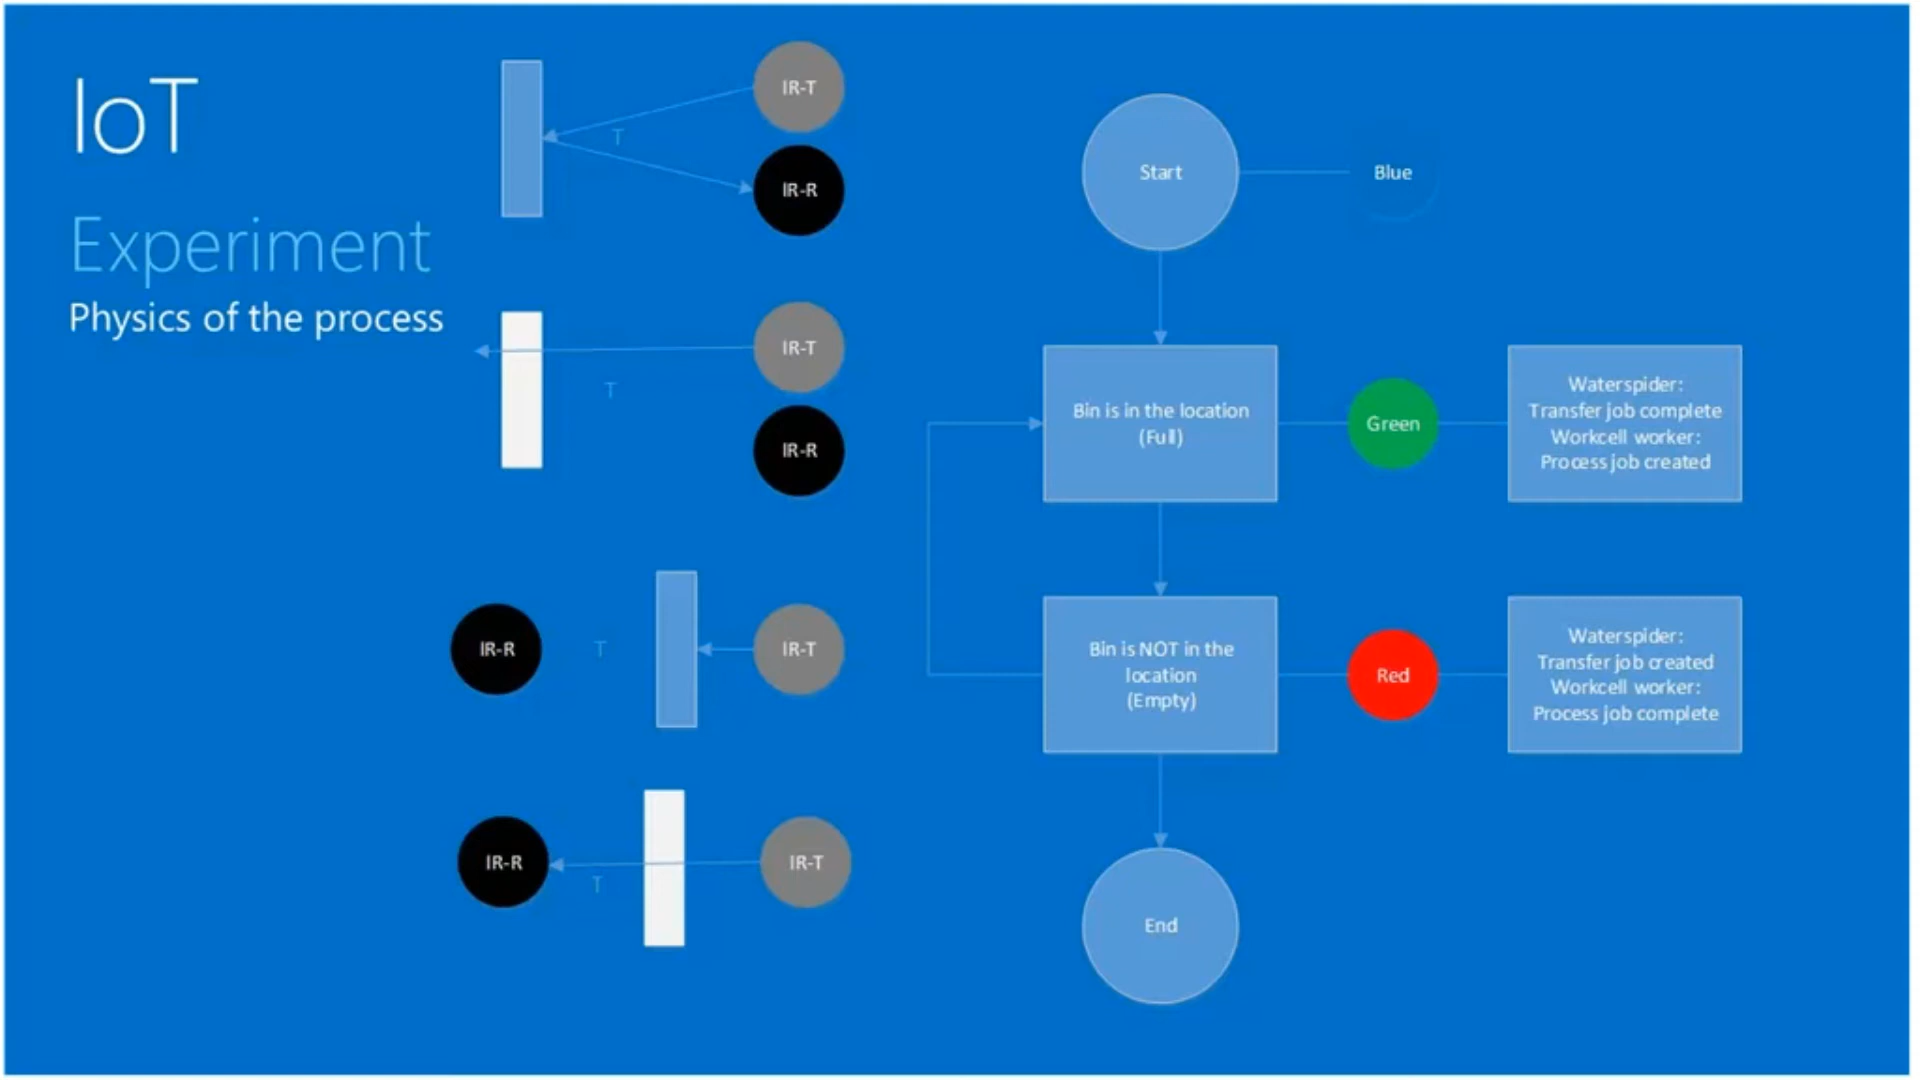 IoT
Experiment
Physics of the process
IR-T
T
IR-R
IR-T
T
IR-R
IR-R
T
IR-T
IR-R
T
IR-T
Start
Blue
Bin is in the location
(Full)
Green
Waterspider:
Transfer job complete
Workcell worker:
Process job created
Bin is NOT in the
location
(Empty)
Red
Waterspider:
Transfer job created
Workcell worker:
Process job complete
End